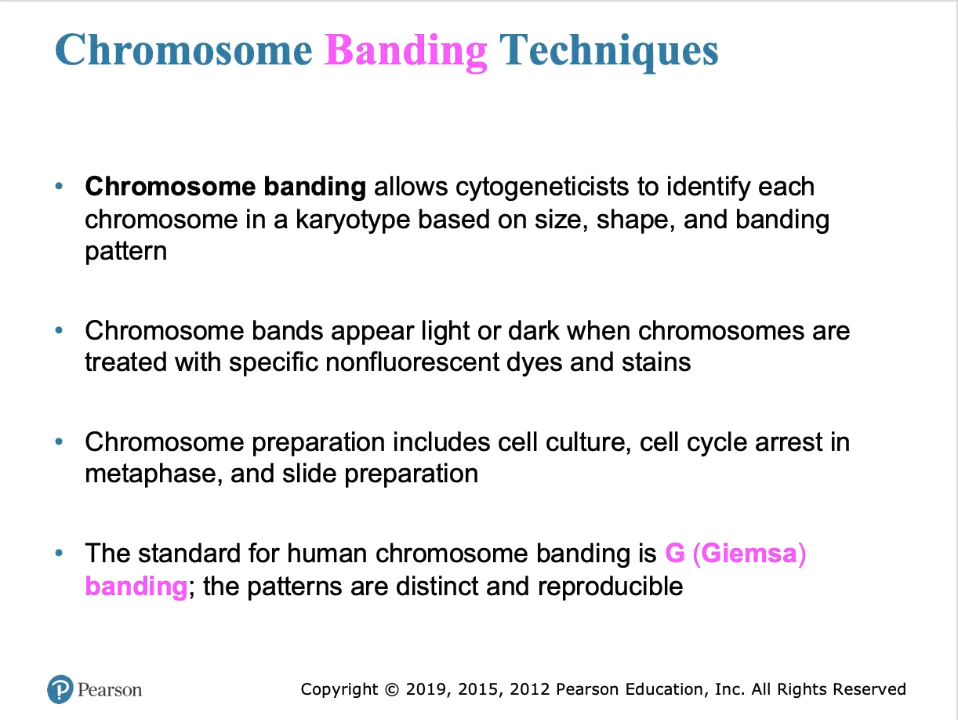 Chromosome Banding Techniques
• Chromosome banding allows cytogeneticists to identify each
chromosome in a karyotype based on size, shape, and banding
pattern
• Chromosome bands appear light or dark when chromosomes are
treated with specific nonfluorescent dyes and stains
• Chromosome preparation includes cell culture, cell cycle arrest in
metaphase, and slide preparation
• The standard for human chromosome banding is G (Giemsa)
banding; the patterns are distinct and reproducible
Pearson
Copyright © 2019, 2015, 2012 Pearson Education, Inc. All Rights Reserved